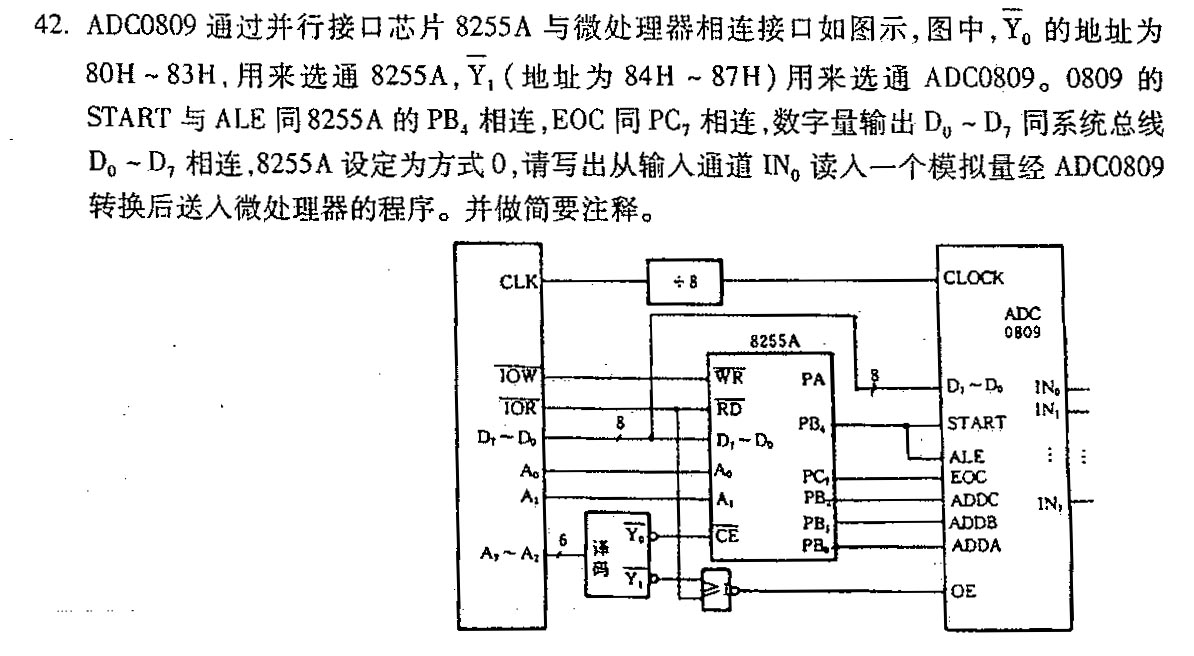 42. ADC0809 通过并行接口芯片 8255A 与微处理器相连接口如图示,图中,Y̅₀ 的地址为
80H ~ 83H,用来选通 8255A,Y̅₁(地址为 84H ~ 87H)用来选通 ADC0809。0809 的
START 与 ALE 同 8255A 的 PB₄ 相连,EOC 同 PC₇ 相连,数字量输出 D₀ ~ D₇ 同系统总线
D₀ ~ D₇ 相连,8255A 设定为方式 0,请写出从输入通道 IN₀ 读入一个模拟量经 ADC0809
转换后送入微处理器的程序。并做简要注释。
CLK ÷8 CLOCK
ADC
0809
8255A
I̅O̅W̅ W̅R̅ PA 8 D₇~D₀ IN₀
I̅O̅R̅ R̅D̅ IN₁
8 PB₄ START
D₇~D₀ D₇~D₀ ALE ⋮ ⋮
A₀ A₀ PC₇ EOC
A₁ A₁ PB₂ ADDC IN₇
Y̅₀ C̅E̅ PB₁ ADDB
A₇~A₂ 6 译码 PB₀ ADDA
Y̅₁ ≥1 OE